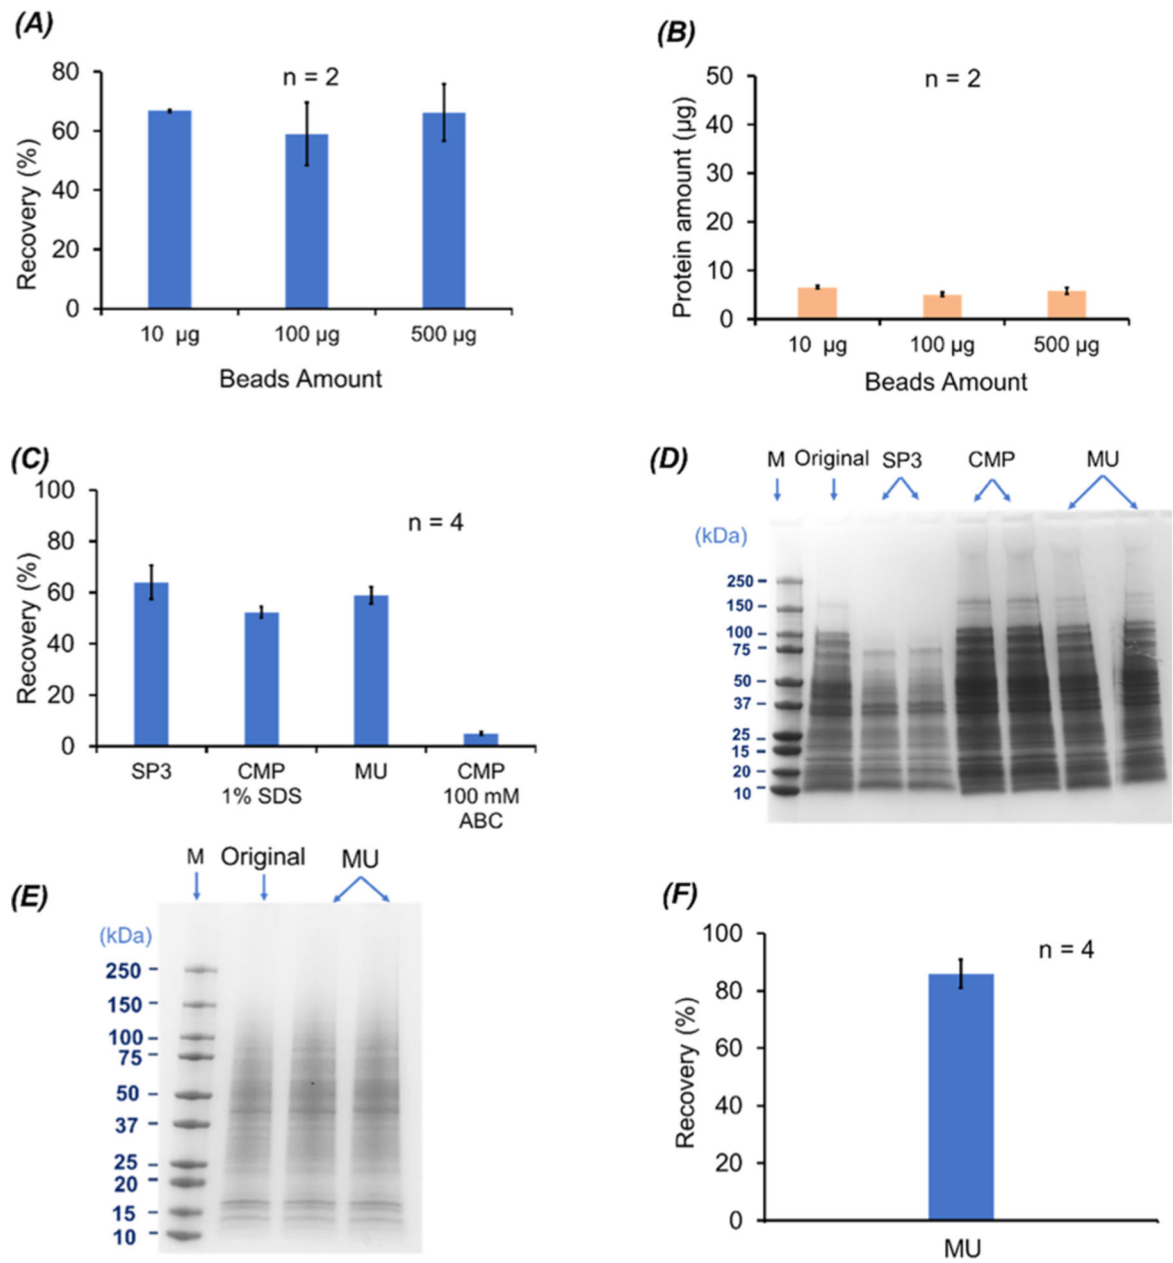 (A)
n = 2
Recovery (%)
80
60
40
20
0
10 µg
100 µg
500 µg
Beads Amount
(B)
n = 2
Protein amount (µg)
50
40
30
20
10
0
10 µg
100 µg
500 µg
Beads Amount
(C)
n = 4
Recovery (%)
100
80
60
40
20
0
SP3
CMP
1% SDS
MU
CMP
100 mM
ABC
(D)
M Original SP3 CMP MU
(kDa)
250
150
100
75
50
37
25
15
20
10
(E)
M Original MU
(kDa)
250
150
100
75
50
37
25
20
15
10
(F)
n = 4
Recovery (%)
100
80
60
40
20
0
MU